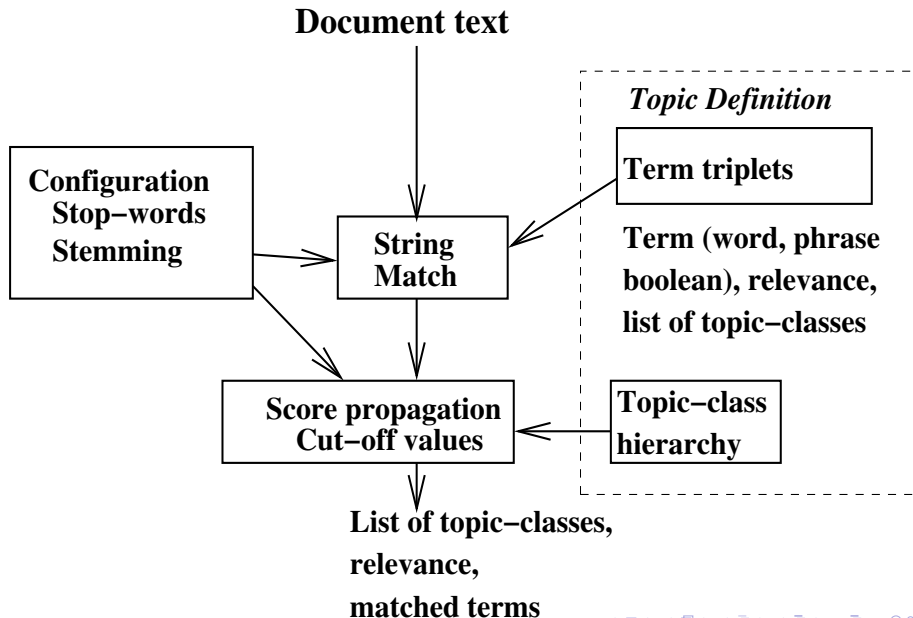 Document text
Topic Definition
Configuration
Stop-words
Stemming
Term triplets
String
Match
Term (word, phrase
boolean), relevance,
list of topic-classes
Score propagation
Cut-off values
Topic-class
hierarchy
List of topic-classes,
relevance,
matched terms